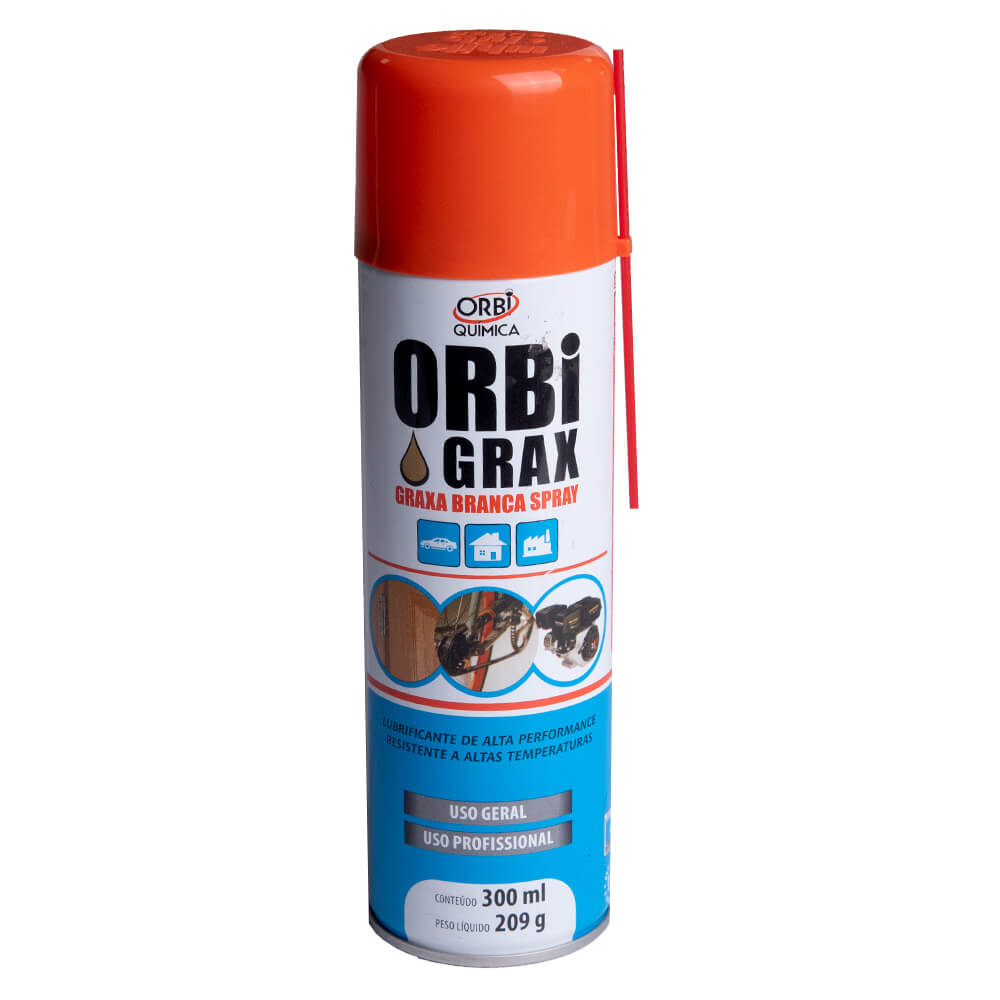 ORBi
QUÍMICA
ORBi
GRAX
GRAXA BRANCA SPRAY
LUBRIFICANTE DE ALTA PERFORMANCE
RESISTENTE A ALTAS TEMPERATURAS
USO GERAL
USO PROFISSIONAL
CONTEÚDO 300 ml
PESO LÍQUIDO 209 g